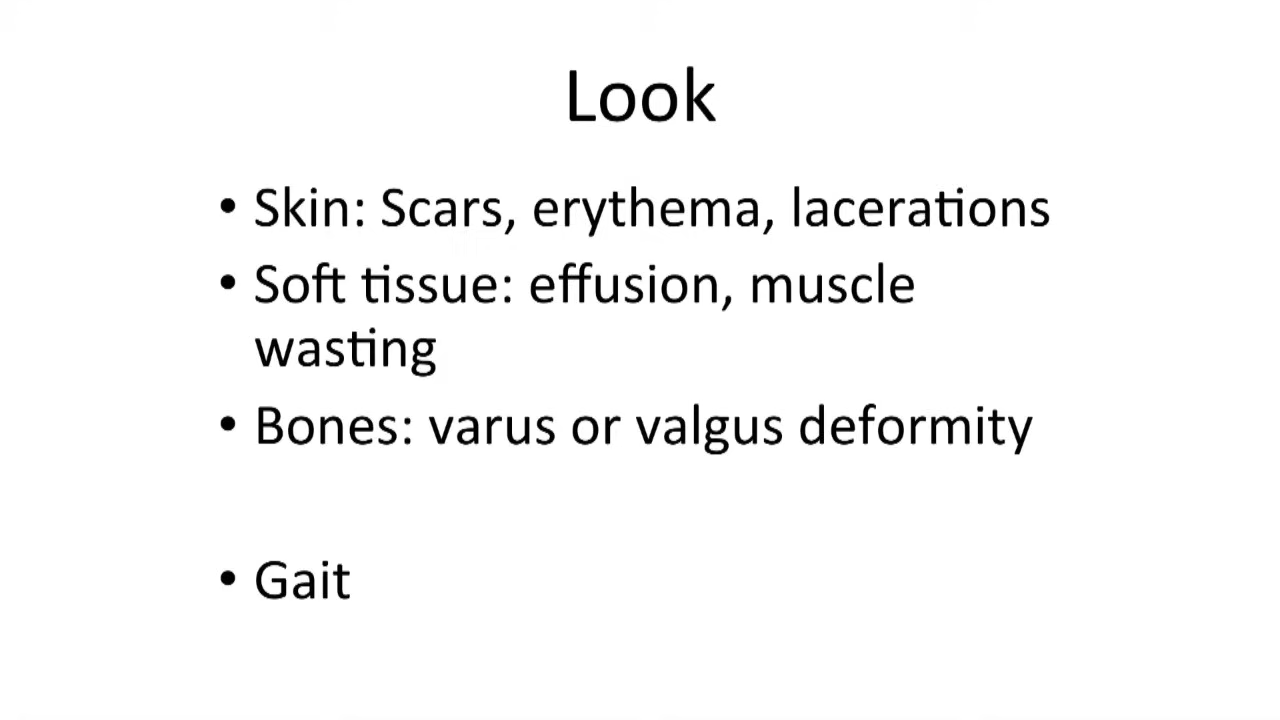 Look
• Skin: Scars, erythema, lacerations
• Soft tissue: effusion, muscle
wasting
• Bones: varus or valgus deformity
• Gait